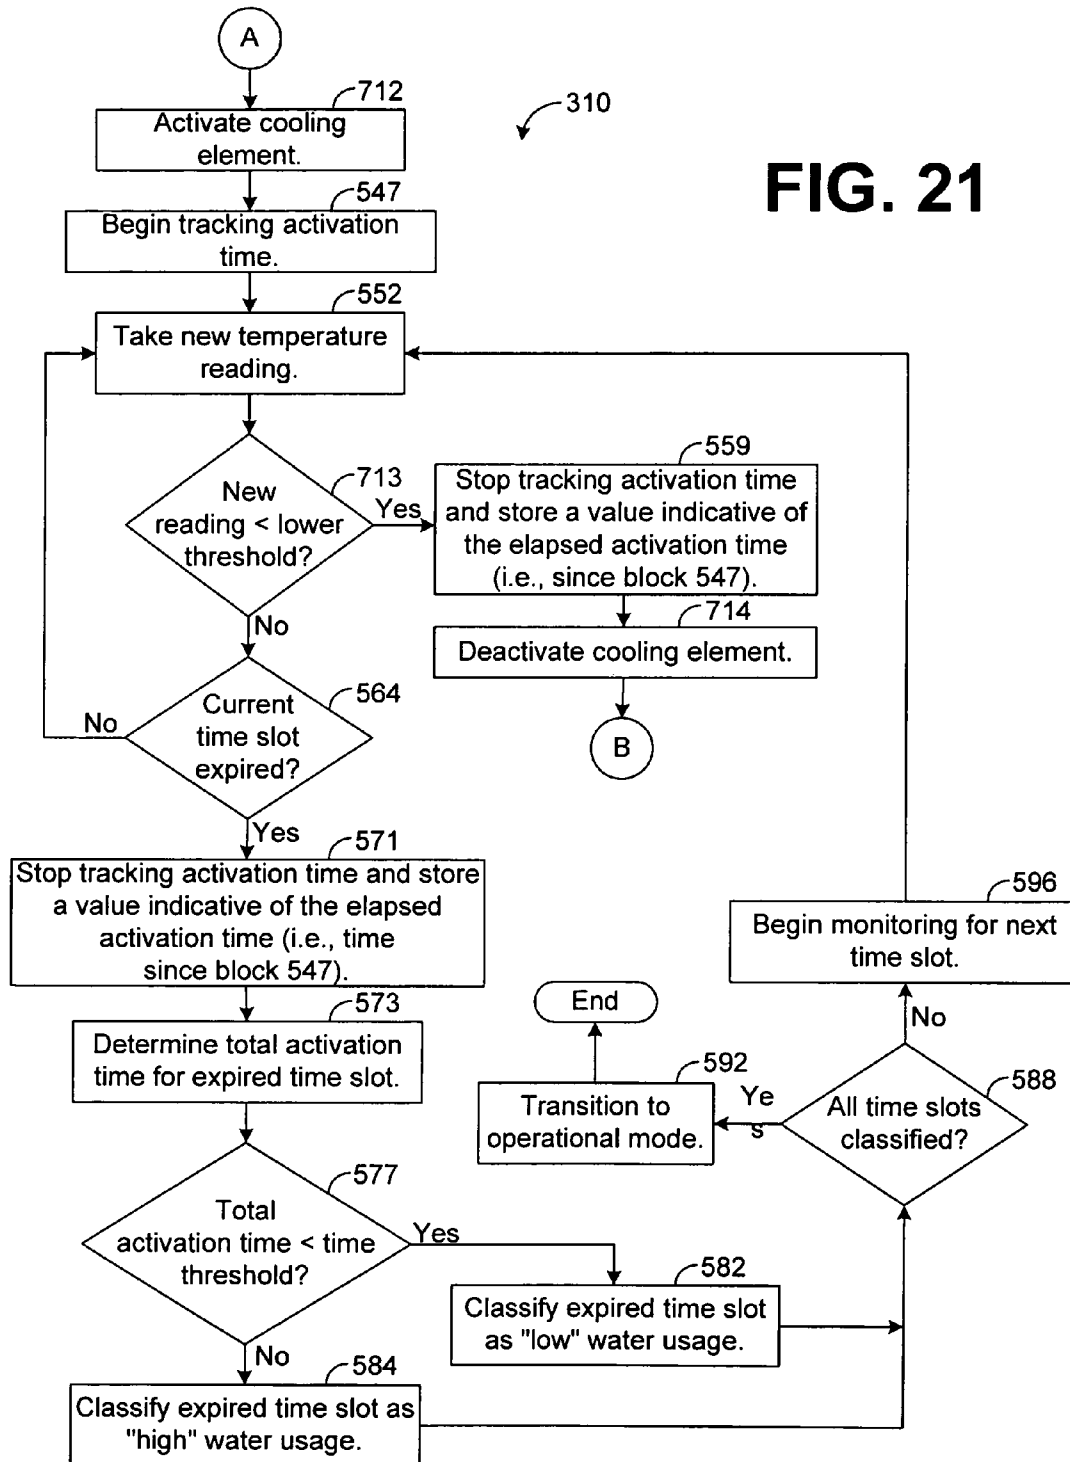 A
712
310
Activate cooling
element.
FIG. 21
547
Begin tracking activation
time.
552
Take new temperature
reading.
713
New
reading < lower
threshold?
Yes
559
Stop tracking activation time
and store a value indicative of
the elapsed activation time
(i.e., since block 547).
No
714
Deactivate cooling element.
B
564
Current
time slot
expired?
No
Yes
571
Stop tracking activation time and store
a value indicative of the elapsed
activation time (i.e., time
since block 547).
596
Begin monitoring for next
time slot.
End
No
573
Determine total activation
time for expired time slot.
592
Transition to
operational mode.
Ye
s
588
All time slots
classified?
577
Total
activation time < time
threshold?
Yes
582
Classify expired time slot
as "low" water usage.
No
584
Classify expired time slot as
"high" water usage.